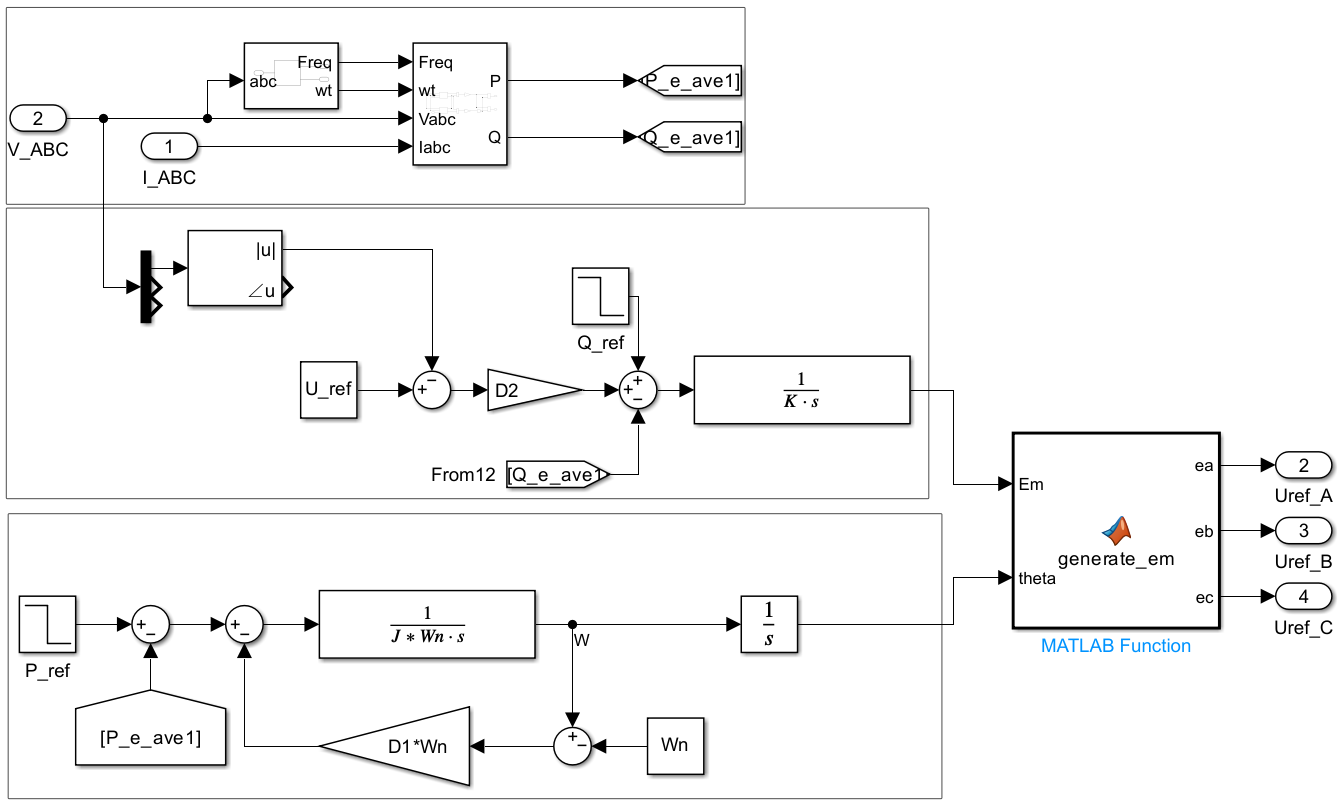 Freq
abc
wt
Freq
wt
Vabc
Iabc
P
Q
P_e_ave1]
Q_e_ave1]
2
V_ABC
1
I_ABC
|u|
∠u
Q_ref
U_ref
+
−
D2
+
+
−
1
K · s
From12
[Q_e_ave1
Em
theta
generate_em
ea
eb
ec
MATLAB Function
2
Uref_A
3
Uref_B
4
Uref_C
P_ref
+
−
+
−
1
J * Wn · s
W
1
s
[P_e_ave1]
D1*Wn
+
−
Wn